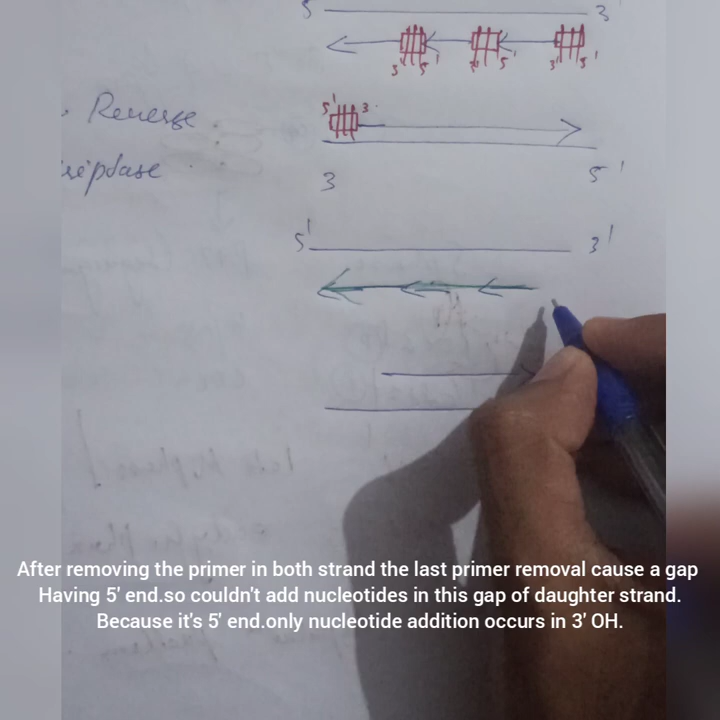 5 3'
3' 5' 5' 3' 5'
. Reverse .
5' 3.
riptase
3 5'
5' 3'
After removing the primer in both strand the last primer removal cause a gap
Having 5' end.so couldn't add nucleotides in this gap of daughter strand.
Because it's 5' end.only nucleotide addition occurs in 3' OH.